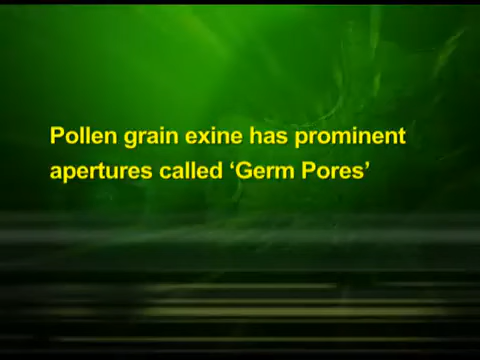 Pollen grain exine has prominent
apertures called ‘Germ Pores’